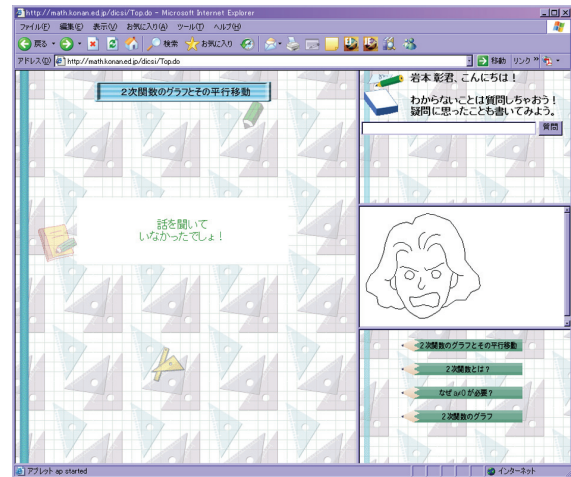 http://math.konan.ed.jp/dicsi/Top.do - Microsoft Internet Explorer
ファイル(F) 編集(E) 表示(V) お気に入り(A) ツール(T) ヘルプ(H)
戻る 検索 お気に入り
アドレス(D) http://math.konan.ed.jp/dicsi/Top.do 移動 リンク »
2次関数のグラフとその平行移動
岩本 彰君、こんにちは!
わからないことは質問しちゃおう!
疑問に思ったことも書いてみよう。
質問
話を聞いて
いなかったでしょ!
2次関数のグラフとその平行移動
2次関数とは?
なぜ a≠0 が必要?
2次関数のグラフ
アプレット ap started
インターネット